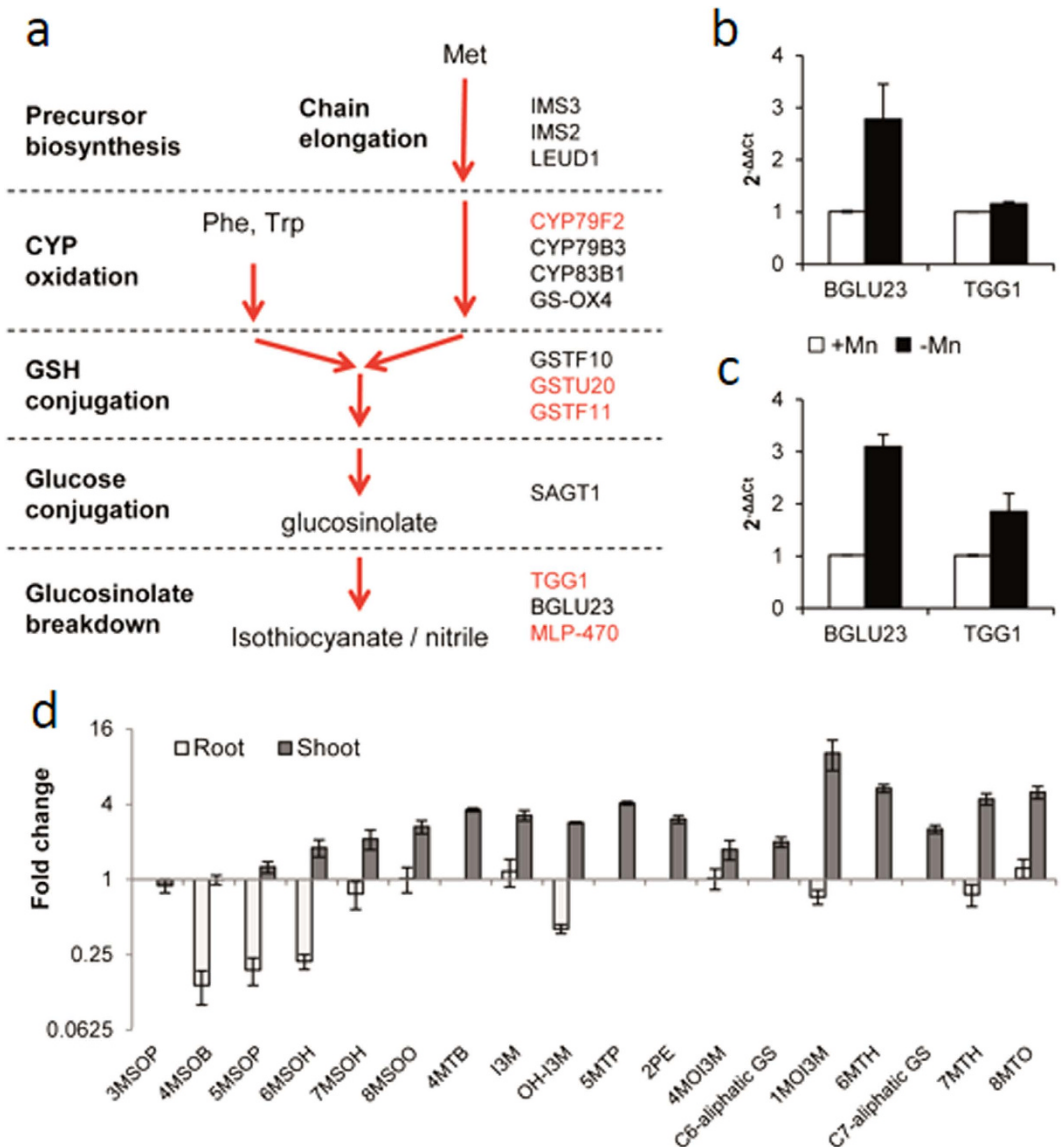 a
Met
Precursor
biosynthesis
Chain
elongation
IMS3
IMS2
LEUD1
CYP
oxidation
Phe, Trp
CYP79F2
CYP79B3
CYP83B1
GS-OX4
GSH
conjugation
GSTF10
GSTU20
GSTF11
Glucose
conjugation
glucosinolate
SAGT1
Glucosinolate
breakdown
Isothiocyanate / nitrile
TGG1
BGLU23
MLP-470
b
2-ΔΔCt
4
3
2
1
0
BGLU23 TGG1
+Mn -Mn
c
2-ΔΔCt
4
3
2
1
0
BGLU23 TGG1
d
Fold change
16
4
1
0.25
0.0625
Root Shoot
3MSOP
4MSOB
5MSOP
6MSOH
7MSOH
8MSOO
4MTB
I3M
OH-I3M
5MTP
2PE
4MOI3M
C6-aliphatic GS
1MOI3M
6MTH
C7-aliphatic GS
7MTH
8MTO